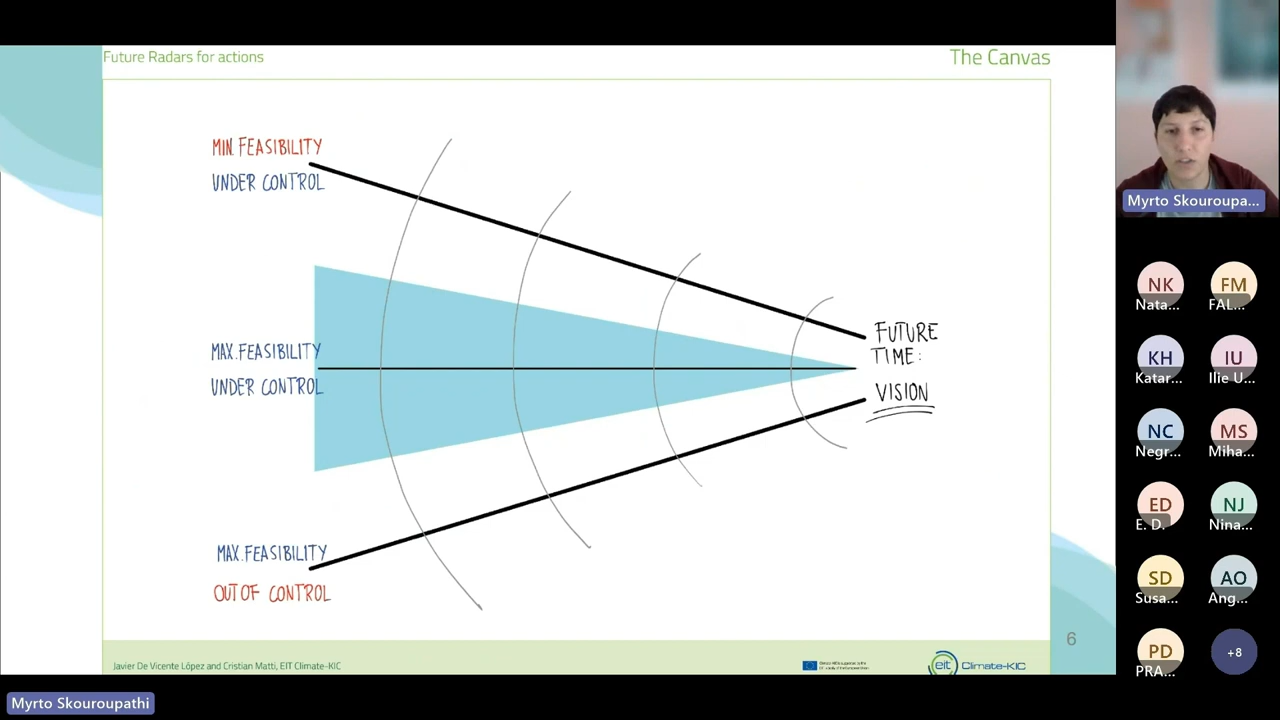 Future Radars for actions
The Canvas
MIN. FEASIBILITY
UNDER CONTROL
MAX. FEASIBILITY
UNDER CONTROL
MAX. FEASIBILITY
OUT OF CONTROL
FUTURE
TIME:
VISION
6
Javier De Vicente López and Cristian Matti, EIT Climate-KIC
eit Climate-KIC
Myrto Skouroupa...
NK
Nata...
FM
FAL...
KH
Katar...
IU
Ilie U...
NC
Negr...
MS
Miha...
ED
E. D.
NJ
Nina...
SD
Susa...
AO
Ang...
PD
PRA...
+8
Myrto Skouroupathi